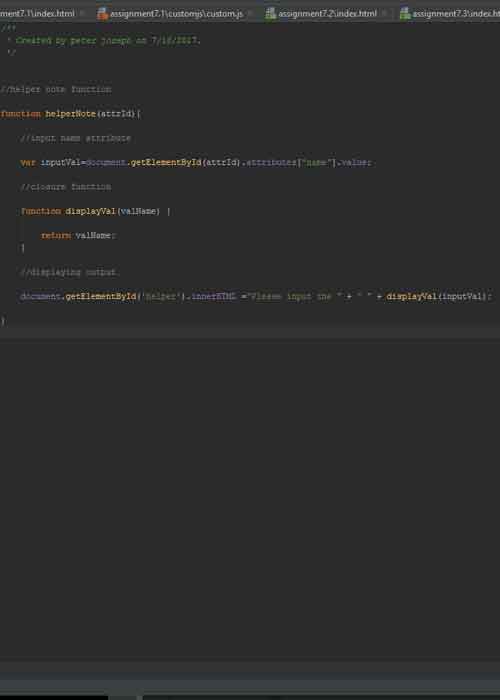 ment7.1\index.html assignment7.1\customjs\custom.js assignment7.2\index.html assignment7.3\index.ht
/**
* Created by peter joseph on 7/16/2017.
*/
//helper note function
function helperNote(attrId){
//input name attribute
var inputVal=document.getElementById(attrId).attributes["name"].value;
//closure function
function displayVal(valName) {
return valName;
}
//displaying output
document.getElementById('helper').innerHTML ="Please input the " + " " + displayVal(inputVal);
}